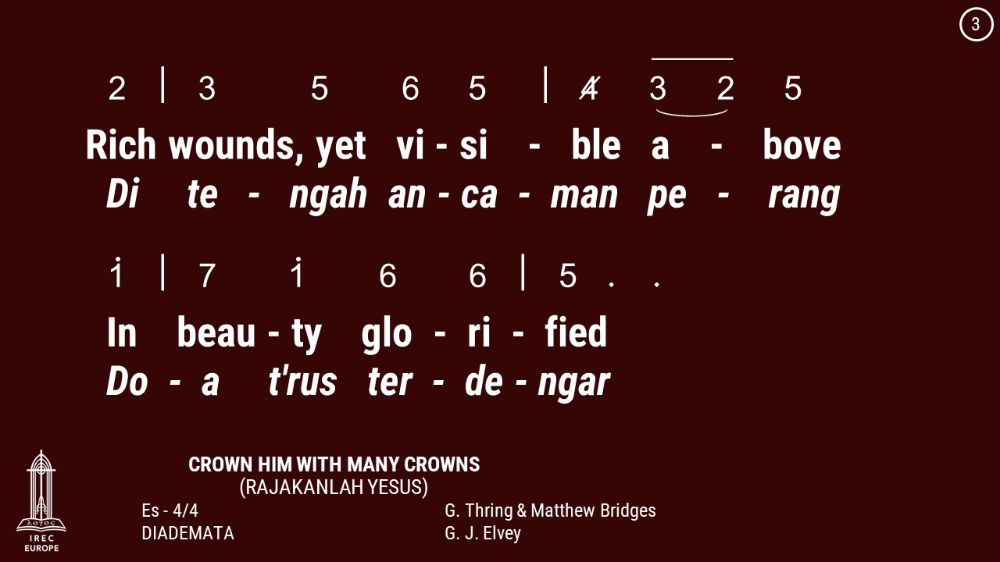 3
2 | 3 5 6 5 | 4̸ 3 2 5
Rich wounds, yet vi - si - ble a - bove
Di te - ngah an - ca - man pe - rang
1̇ | 7 1̇ 6 6 | 5 . .
In beau - ty glo - ri - fied
Do - a t'rus ter - de - ngar
CROWN HIM WITH MANY CROWNS
(RAJAKANLAH YESUS)
Es - 4/4
DIADEMATA
G. Thring & Matthew Bridges
G. J. Elvey
λογος
IREC
EUROPE